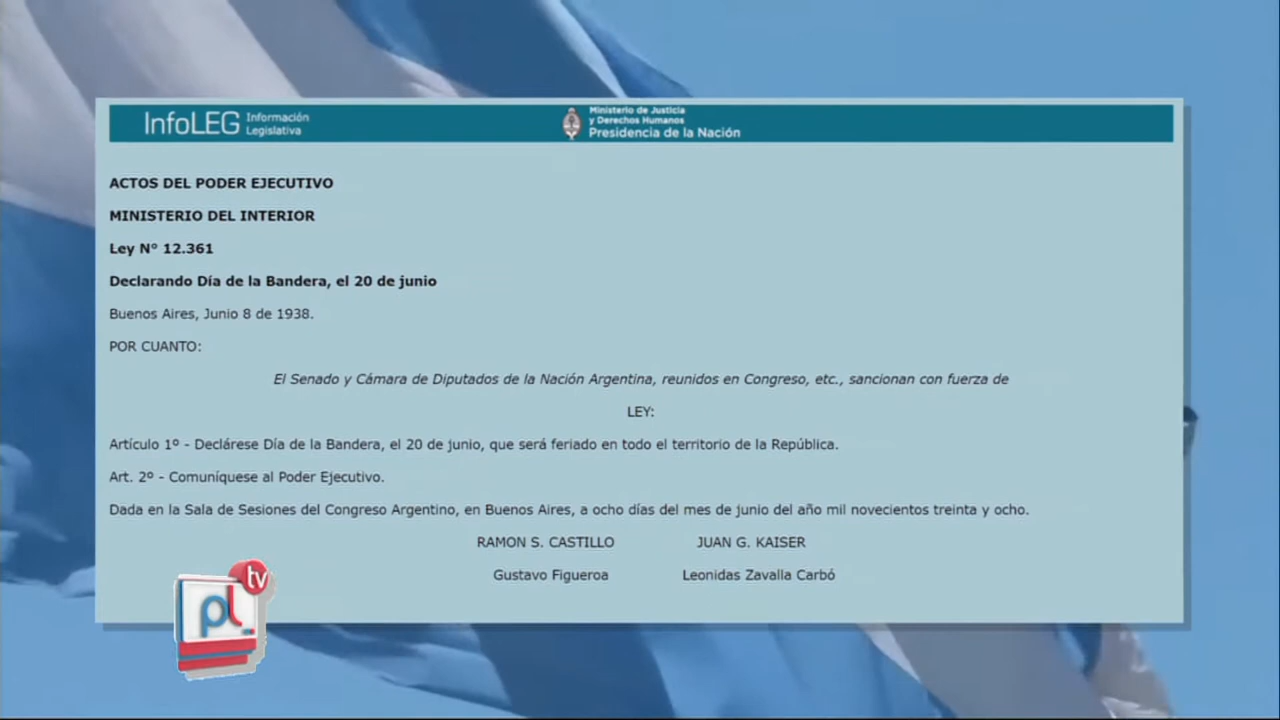 InfoLEG Información
Legislativa
Ministerio de Justicia
y Derechos Humanos
Presidencia de la Nación
ACTOS DEL PODER EJECUTIVO
MINISTERIO DEL INTERIOR
Ley Nº 12.361
Declarando Día de la Bandera, el 20 de junio
Buenos Aires, Junio 8 de 1938.
POR CUANTO:
El Senado y Cámara de Diputados de la Nación Argentina, reunidos en Congreso, etc., sancionan con fuerza de
LEY:
Artículo 1º - Declárese Día de la Bandera, el 20 de junio, que será feriado en todo el territorio de la República.
Art. 2º - Comuníquese al Poder Ejecutivo.
Dada en la Sala de Sesiones del Congreso Argentino, en Buenos Aires, a ocho días del mes de junio del año mil novecientos treinta y ocho.
RAMON S. CASTILLO JUAN G. KAISER
Gustavo Figueroa Leonidas Zavalla Carbó
tv
pl